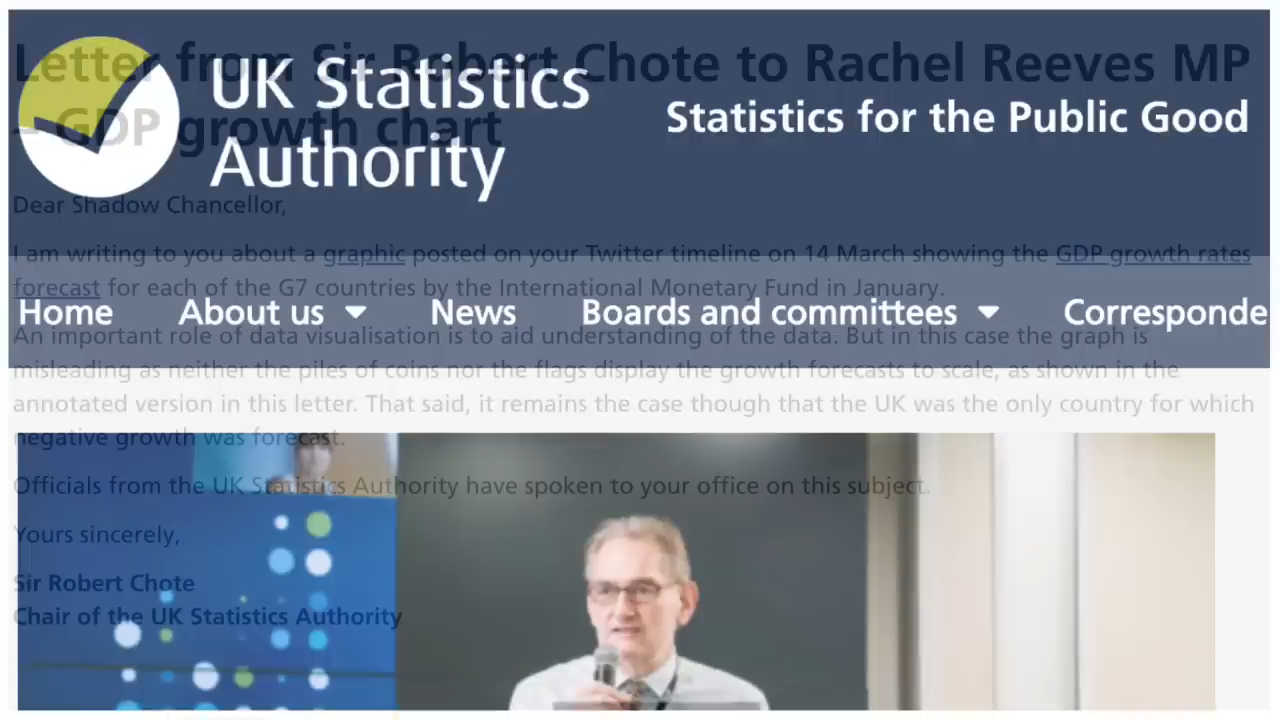 Letter from Sir Robert Chote to Rachel Reeves MP
– GDP growth chart
UK Statistics
Authority
Statistics for the Public Good
Dear Shadow Chancellor,
I am writing to you about a graphic posted on your Twitter timeline on 14 March showing the GDP growth rates
forecast for each of the G7 countries by the International Monetary Fund in January.
Home About us News Boards and committees Corresponde
An important role of data visualisation is to aid understanding of the data. But in this case the graph is
misleading as neither the piles of coins nor the flags display the growth forecasts to scale, as shown in the
annotated version in this letter. That said, it remains the case though that the UK was the only country for which
negative growth was forecast.
Officials from the UK Statistics Authority have spoken to your office on this subject.
Yours sincerely,
Sir Robert Chote
Chair of the UK Statistics Authority